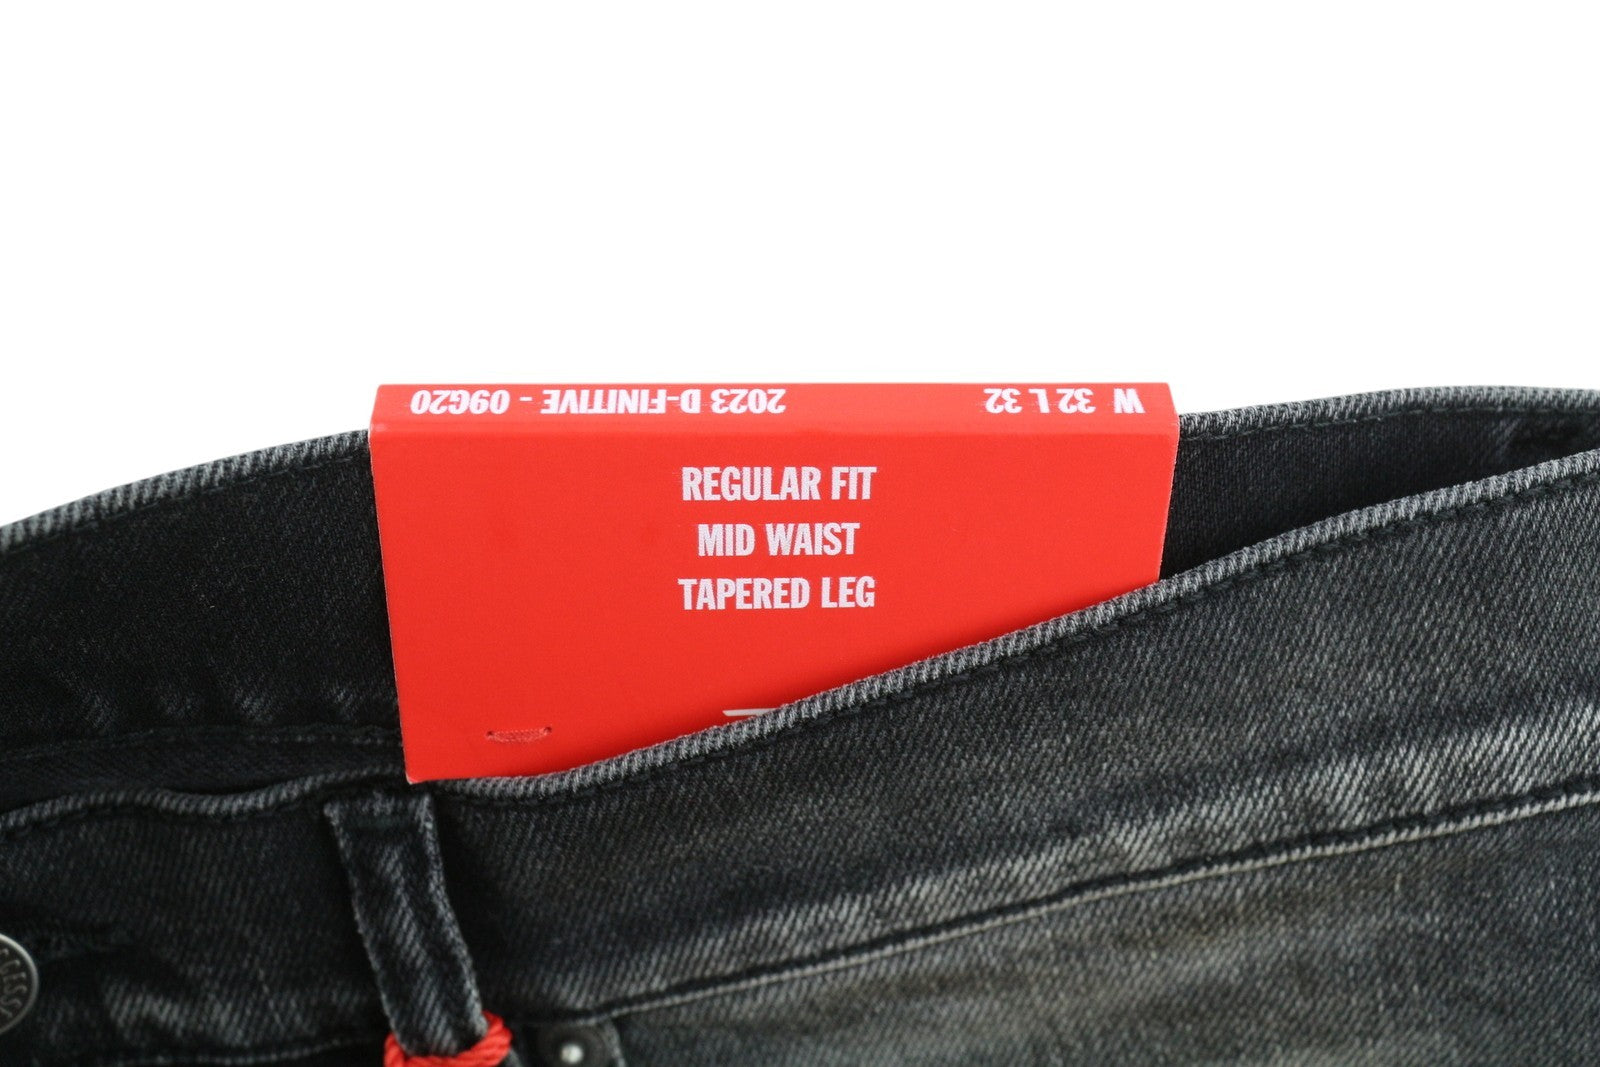 W 32 L 32
2023 D-FINITIVE - 09G20
REGULAR FIT
MID WAIST
TAPERED LEG